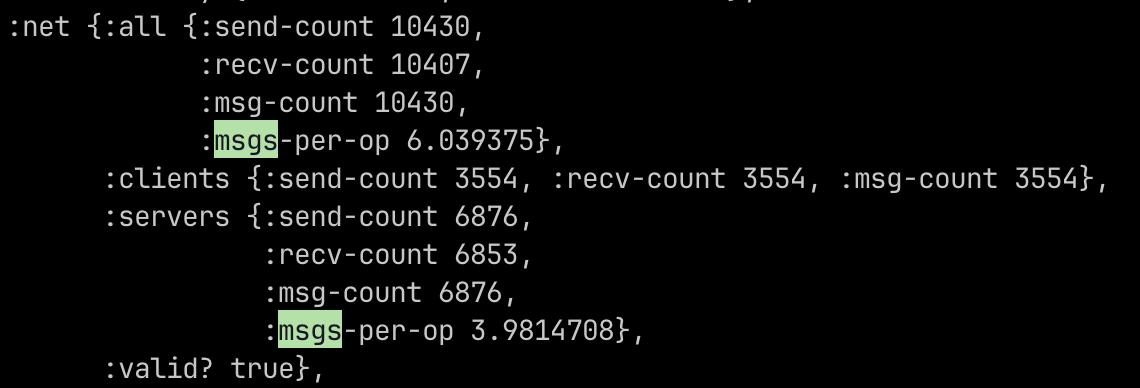 :net {:all {:send-count 10430,
:recv-count 10407,
:msg-count 10430,
:msgs-per-op 6.039375},
:clients {:send-count 3554, :recv-count 3554, :msg-count 3554},
:servers {:send-count 6876,
:recv-count 6853,
:msg-count 6876,
:msgs-per-op 3.9814708},
:valid? true},